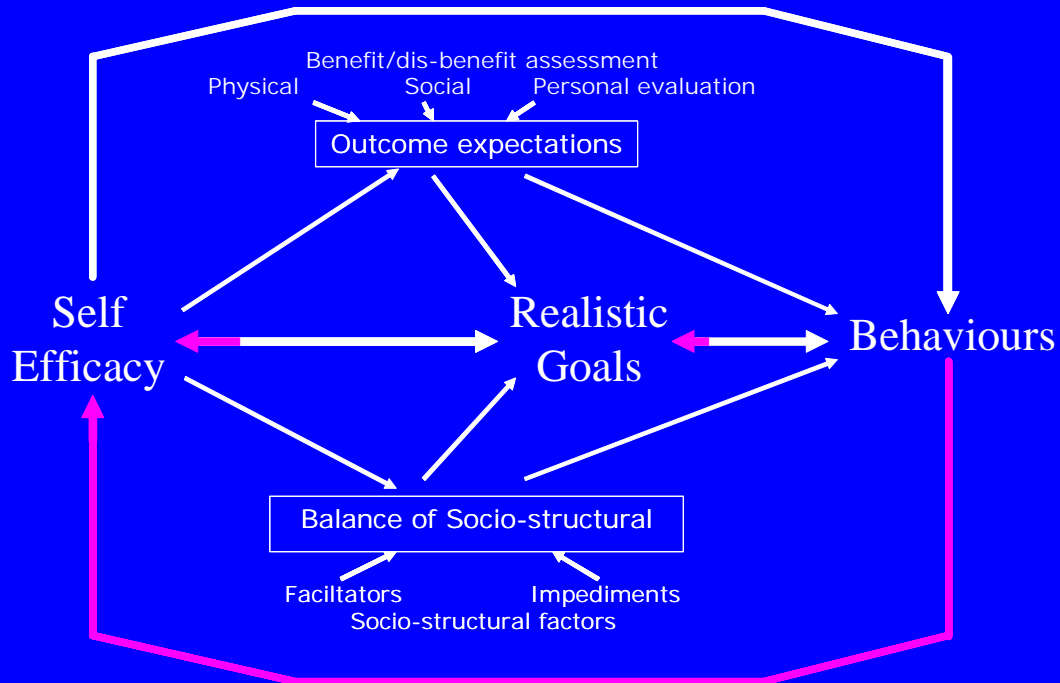 Benefit/dis-benefit assessment
Physical Social Personal evaluation
Outcome expectations
Self
Efficacy
Realistic
Goals
Behaviours
Balance of Socio-structural
Faciltators Impediments
Socio-structural factors